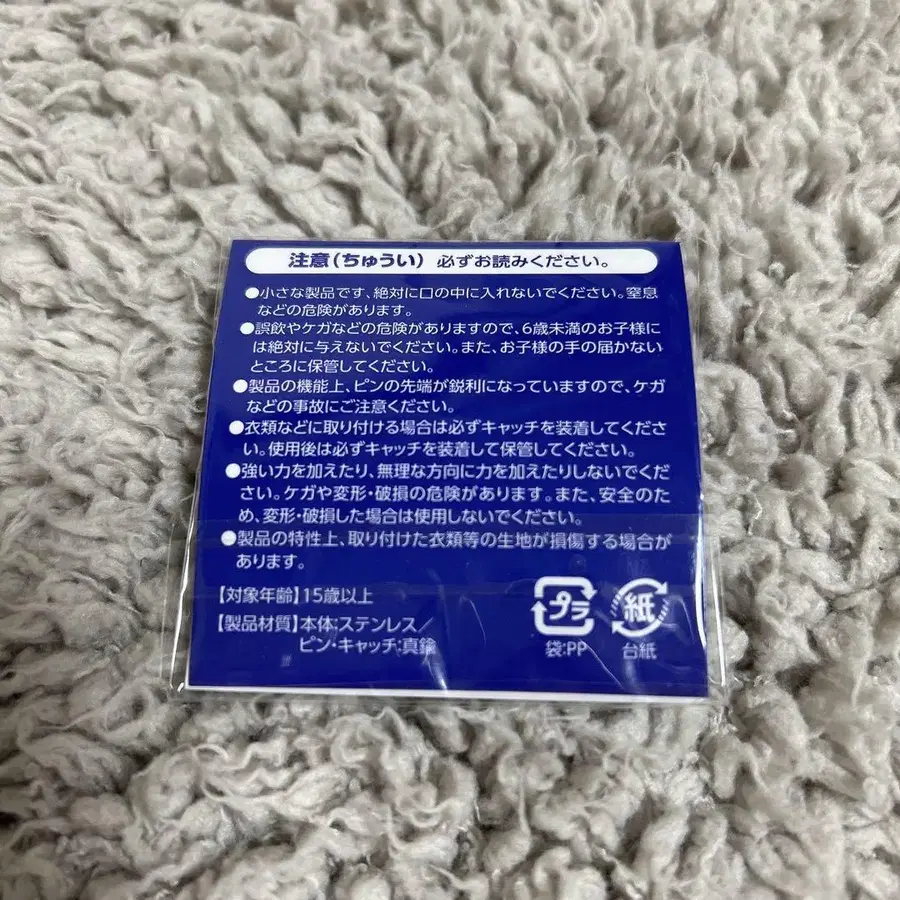 注意(ちゅうい) 必ずお読みください。
●小さな製品です、絶対に口の中に入れないでください。窒息
などの危険があります。
●誤飲やケガなどの危険がありますので、6歳未満のお子様に
は絶対に与えないでください。また、お子様の手の届かない
ところに保管してください。
●製品の機能上、ピンの先端が鋭利になっていますので、ケガ
などの事故にご注意ください。
●衣類などに取り付ける場合は必ずキャッチを装着してくださ
い。使用後は必ずキャッチを装着して保管してください。
●強い力を加えたり、無理な方向に力を加えたりしないでくだ
さい。ケガや変形・破損の危険があります。また、安全のた
め、変形・破損した場合は使用しないでください。
●製品の特性上、取り付けた衣類等の生地が損傷する場合が
あります。
【対象年齢】15歳以上
【製品材質】本体:ステンレス/
ピン・キャッチ:真鍮
プラ
袋:PP
紙
台紙